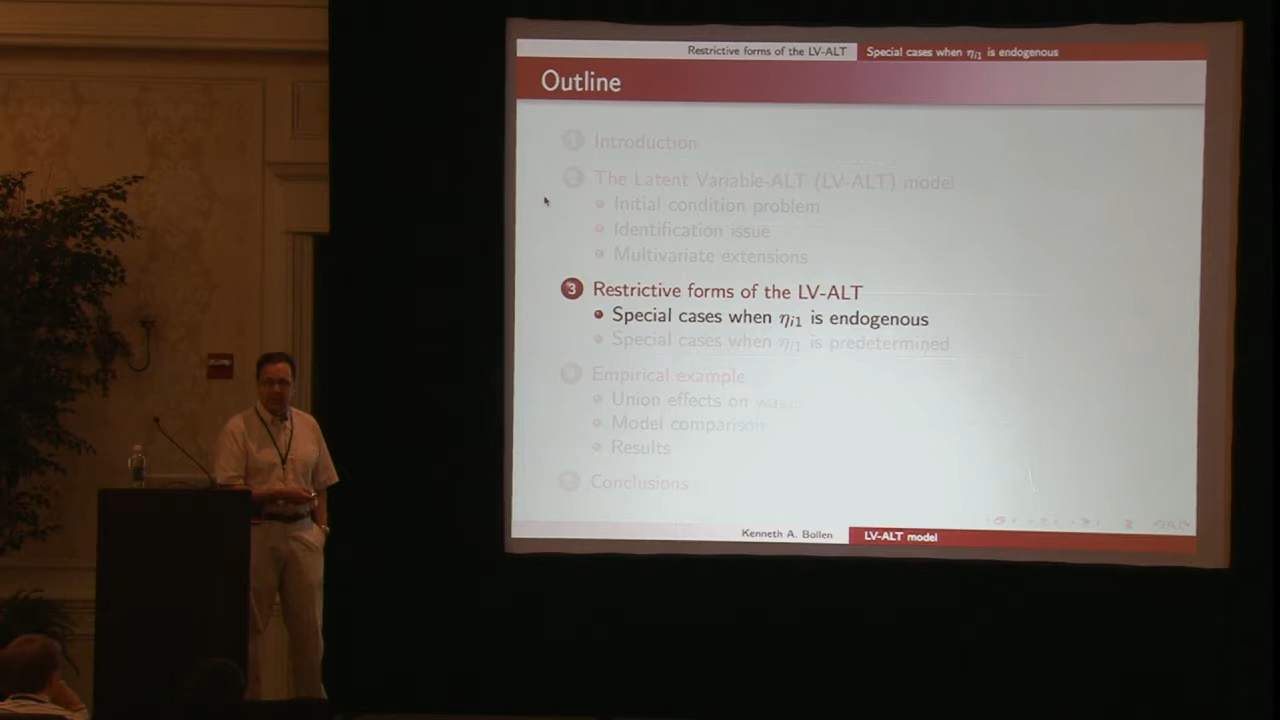 Restrictive forms of the LV-ALT Special cases when ηi1 is endogenous
Outline
1 Introduction
The Latent Variable-ALT (LV-ALT) model
Initial condition problem
Identification issue
Multivariate extensions
3 Restrictive forms of the LV-ALT
Special cases when ηi1 is endogenous
Special cases when ηi1 is predetermined
Empirical example
Union effects on wages
Model comparison
Results
Conclusions
Kenneth A. Bollen LV-ALT model